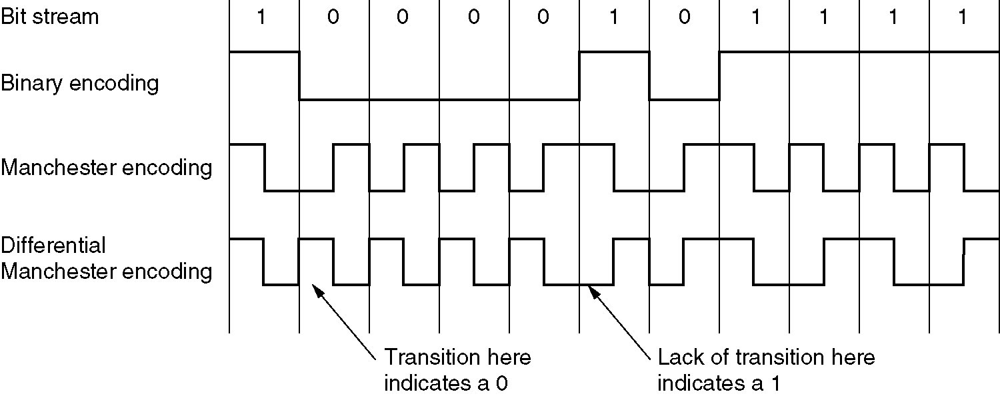 Bit stream 1 0 0 0 0 1 0 1 1 1 1
Binary encoding
Manchester encoding
Differential
Manchester encoding
Transition here
indicates a 0
Lack of transition here
indicates a 1